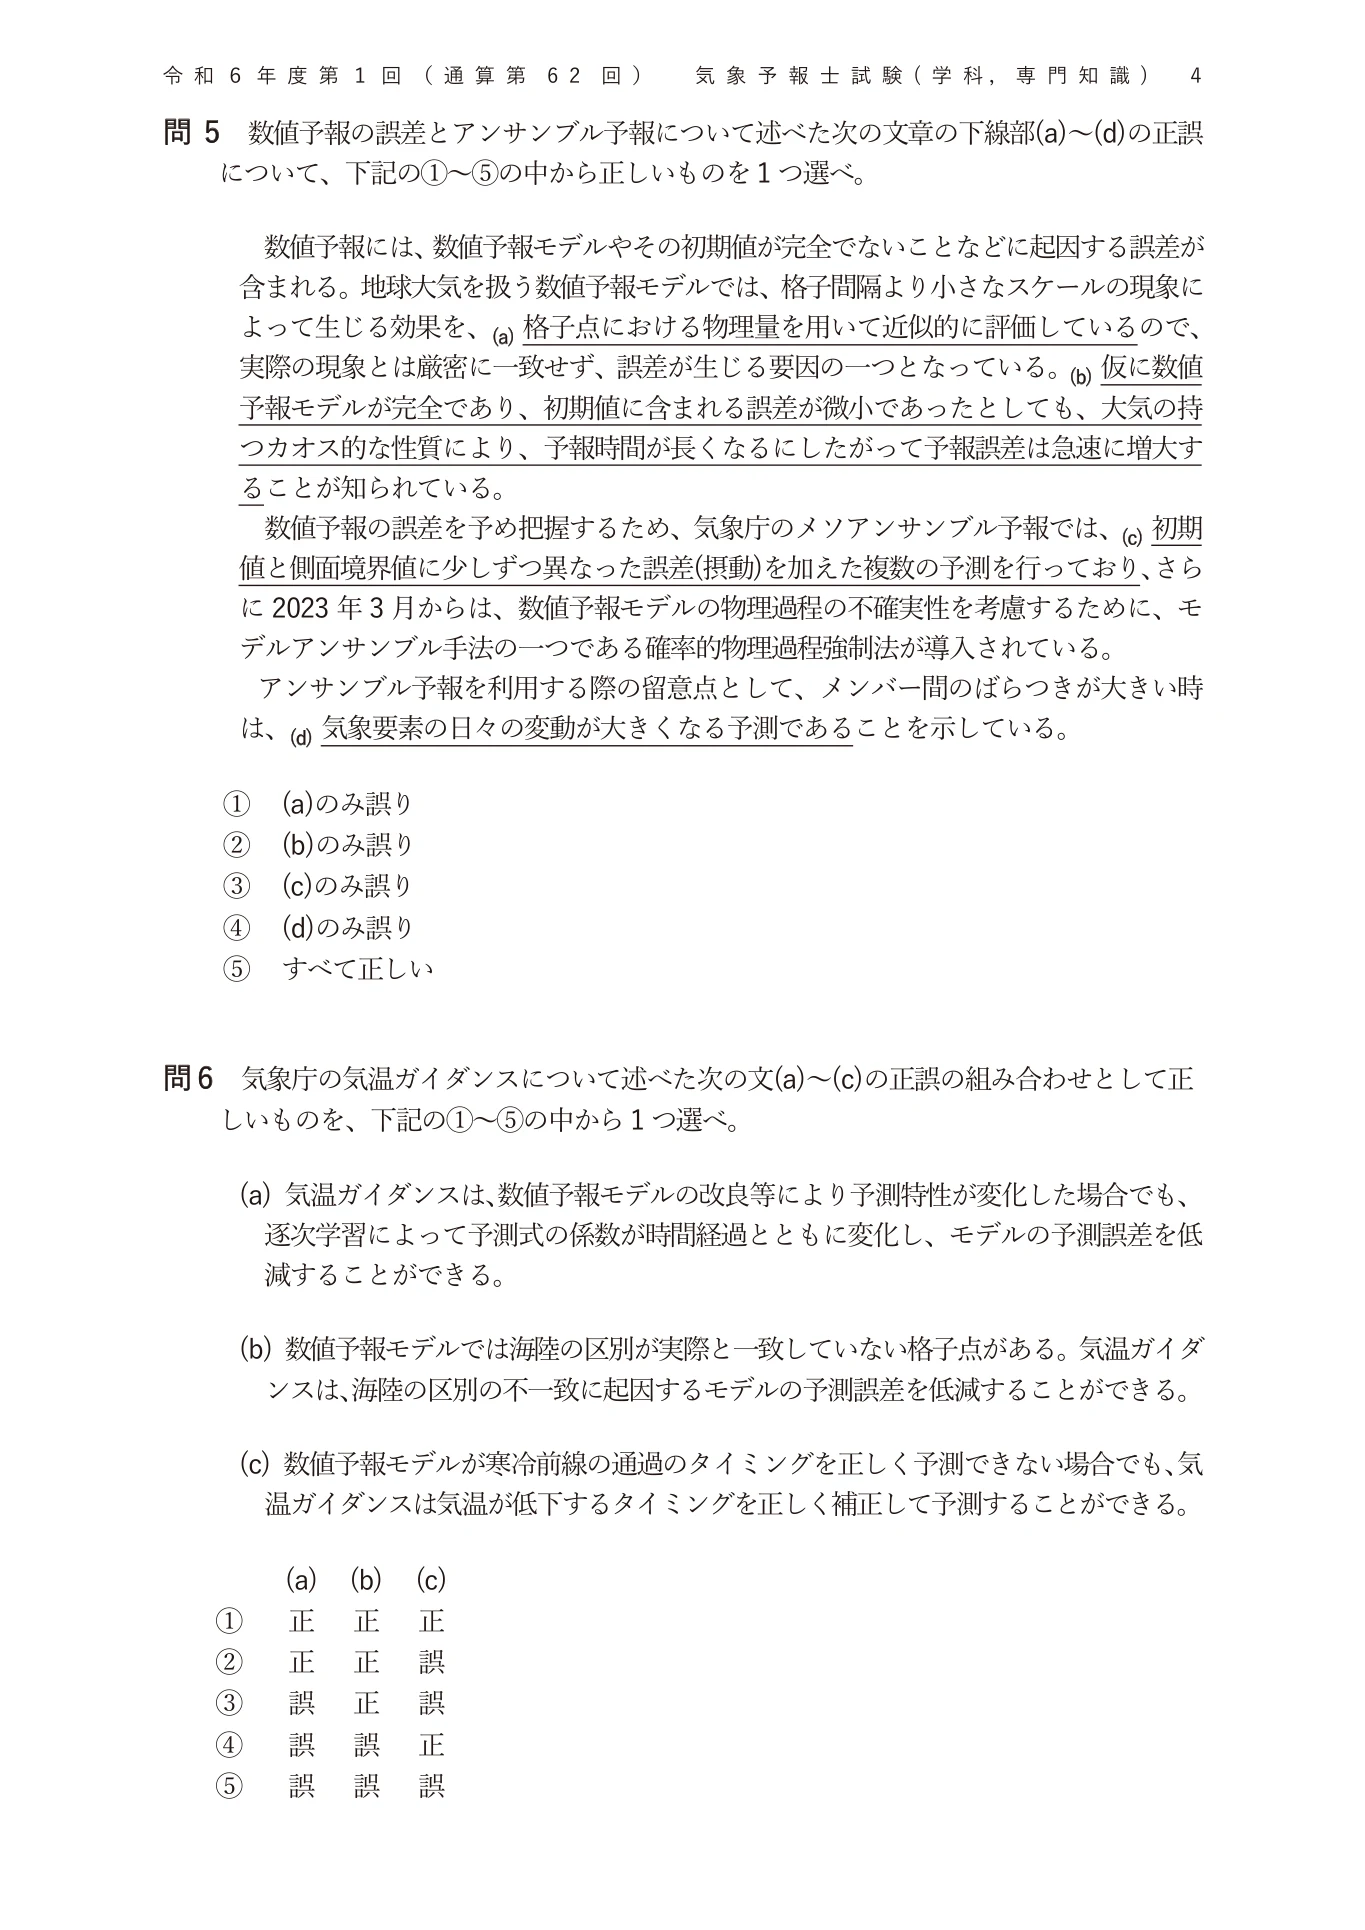 令和6年度第1回(通算第62回) 気象予報士試験(学科,専門知識) 4
問5 数値予報の誤差とアンサンブル予報について述べた次の文章の下線部(a)〜(d)の正誤
について、下記の①〜⑤の中から正しいものを1つ選べ。
数値予報には、数値予報モデルやその初期値が完全でないことなどに起因する誤差が
含まれる。地球大気を扱う数値予報モデルでは、格子間隔より小さなスケールの現象に
よって生じる効果を、(a) 格子点における物理量を用いて近似的に評価しているので、
実際の現象とは厳密に一致せず、誤差が生じる要因の一つとなっている。(b) 仮に数値
予報モデルが完全であり、初期値に含まれる誤差が微小であったとしても、大気の持
つカオス的な性質により、予報時間が長くなるにしたがって予報誤差は急速に増大す
ることが知られている。
数値予報の誤差を予め把握するため、気象庁のメソアンサンブル予報では、(c) 初期
値と側面境界値に少しずつ異なった誤差(摂動)を加えた複数の予測を行っており、さら
に 2023 年 3 月からは、数値予報モデルの物理過程の不確実性を考慮するために、モ
デルアンサンブル手法の一つである確率的物理過程強制法が導入されている。
アンサンブル予報を利用する際の留意点として、メンバー間のばらつきが大きい時
は、(d) 気象要素の日々の変動が大きくなる予測であることを示している。
① (a)のみ誤り
② (b)のみ誤り
③ (c)のみ誤り
④ (d)のみ誤り
⑤ すべて正しい
問6 気象庁の気温ガイダンスについて述べた次の文(a)〜(c)の正誤の組み合わせとして正
しいものを、下記の①〜⑤の中から 1 つ選べ。
(a) 気温ガイダンスは、数値予報モデルの改良等により予測特性が変化した場合でも、
逐次学習によって予測式の係数が時間経過とともに変化し、モデルの予測誤差を低
減することができる。
(b) 数値予報モデルでは海陸の区別が実際と一致していない格子点がある。気温ガイダ
ンスは、海陸の区別の不一致に起因するモデルの予測誤差を低減することができる。
(c) 数値予報モデルが寒冷前線の通過のタイミングを正しく予測できない場合でも、気
温ガイダンスは気温が低下するタイミングを正しく補正して予測することができる。
(a) (b) (c)
① 正 正 正
② 正 正 誤
③ 誤 正 誤
④ 誤 誤 正
⑤ 誤 誤 誤